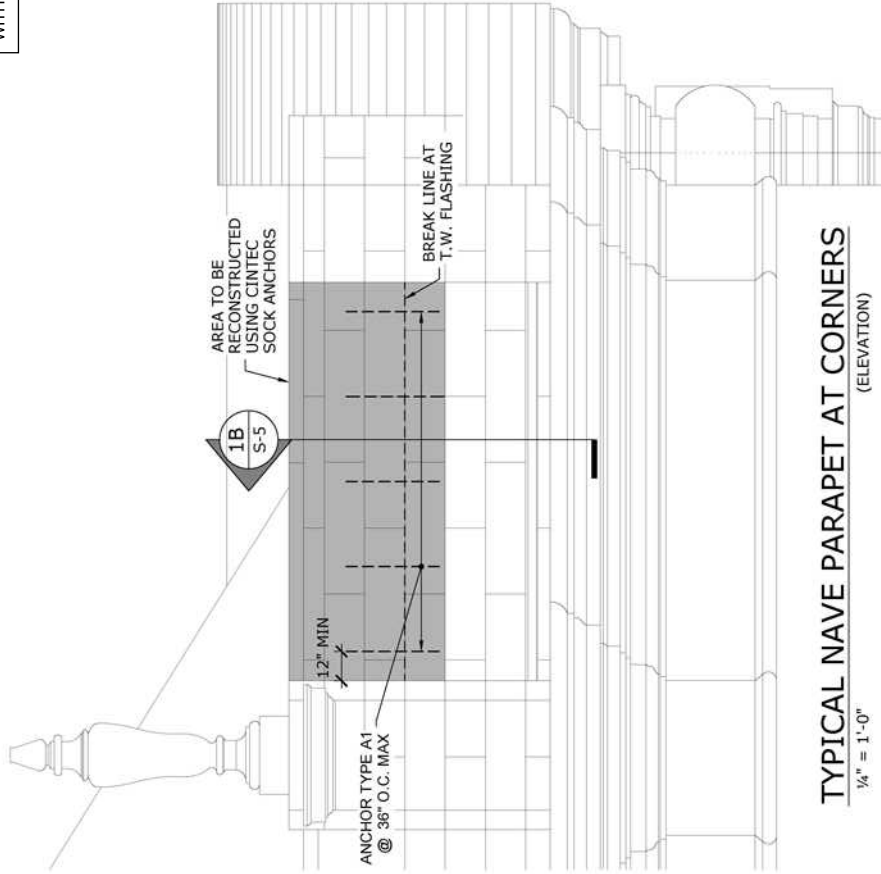 WITH
AREA TO BE
RECONSTRUCTED
USING CINTEC
SOCK ANCHORS
1B
S-5
BREAK LINE AT
T.W. FLASHING
12" MIN
ANCHOR TYPE A1
@ 36" O.C. MAX
TYPICAL NAVE PARAPET AT CORNERS
¼" = 1'-0"
(ELEVATION)